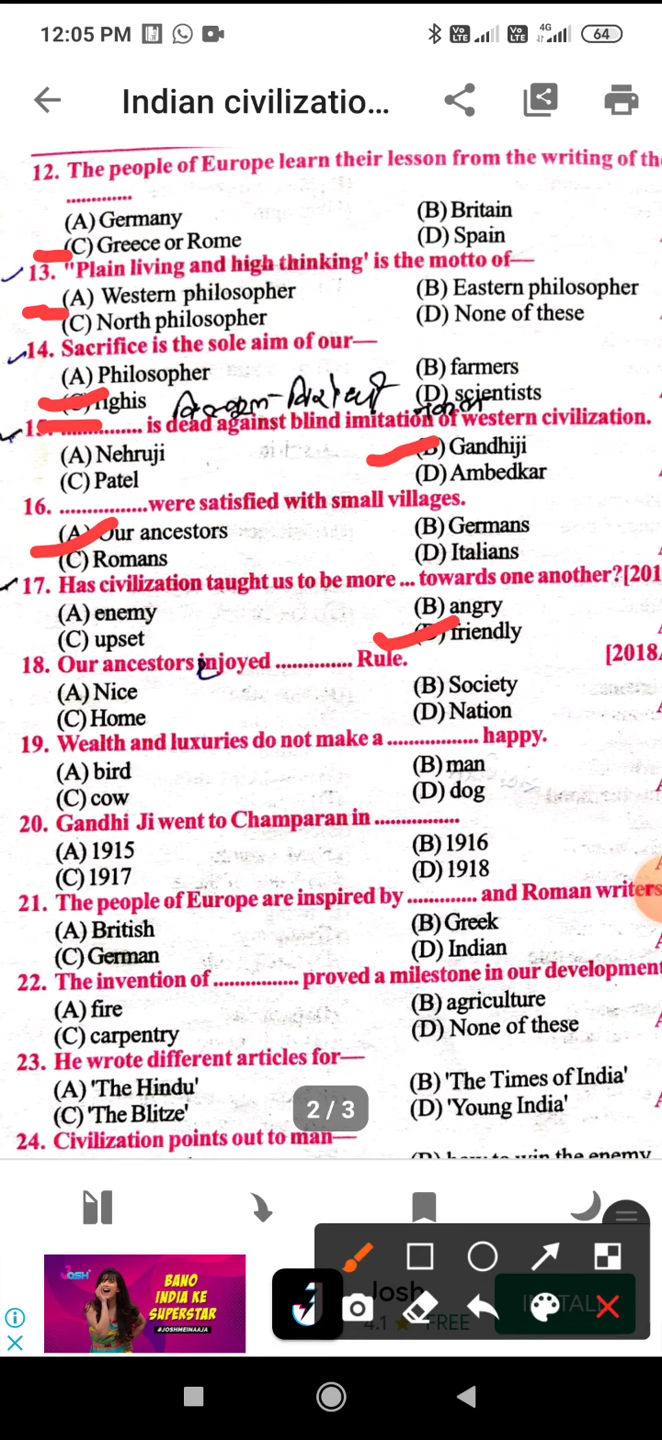 12:05 PM
Vo LTE Vo LTE 4G 64
Indian civilizatio...
12. The people of Europe learn their lesson from the writing of th
.............
(A) Germany (B) Britain
(C) Greece or Rome (D) Spain
13. "Plain living and high thinking' is the motto of—
(A) Western philosopher (B) Eastern philosopher
(C) North philosopher (D) None of these
14. Sacrifice is the sole aim of our—
(A) Philosopher (B) farmers
righis (D) scientists
.............. is dead against blind imitation of western civilization.
(A) Nehruji Gandhiji
(C) Patel (D) Ambedkar
16. .................were satisfied with small villages.
(A) Our ancestors (B) Germans
(C) Romans (D) Italians
17. Has civilization taught us to be more ... towards one another?[201
(A) enemy (B) angry
(C) upset friendly
18. Our ancestors injoyed .............. Rule. [2018
(A) Nice (B) Society
(C) Home (D) Nation
19. Wealth and luxuries do not make a ................. happy.
(A) bird (B) man
(C) cow (D) dog
20. Gandhi Ji went to Champaran in ................
(A) 1915 (B) 1916
(C) 1917 (D) 1918
21. The people of Europe are inspired by ............. and Roman writers
(A) British (B) Greek
(C) German (D) Indian
22. The invention of ................ proved a milestone in our development
(A) fire (B) agriculture
(C) carpentry (D) None of these
23. He wrote different articles for—
(A) 'The Hindu' (B) 'The Times of India'
(C) 'The Blitze' (D) 'Young India'
2 / 3
24. Civilization points out to man—
win the enemy
JOSH
BANO
INDIA KE
SUPERSTAR
#JOSHMEINAAJA
Josh
4.1 FREE